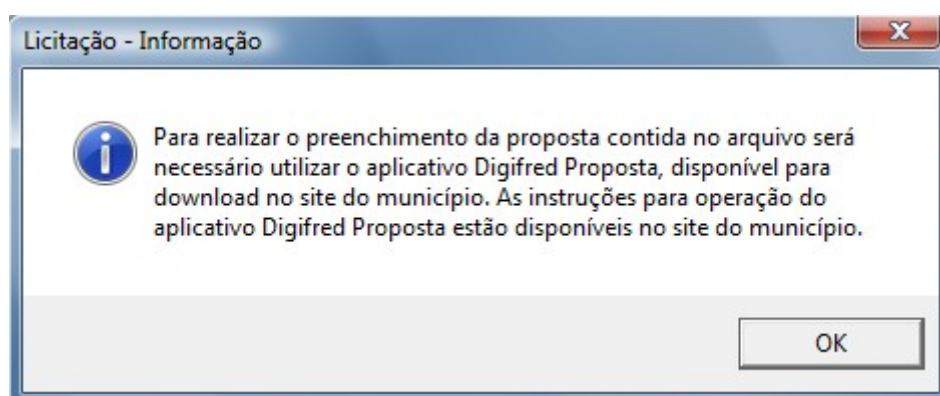 Licitação - Informação
Para realizar o preenchimento da proposta contida no arquivo será
necessário utilizar o aplicativo Digifred Proposta, disponível para
download no site do município. As instruções para operação do
aplicativo Digifred Proposta estão disponíveis no site do município.
OK